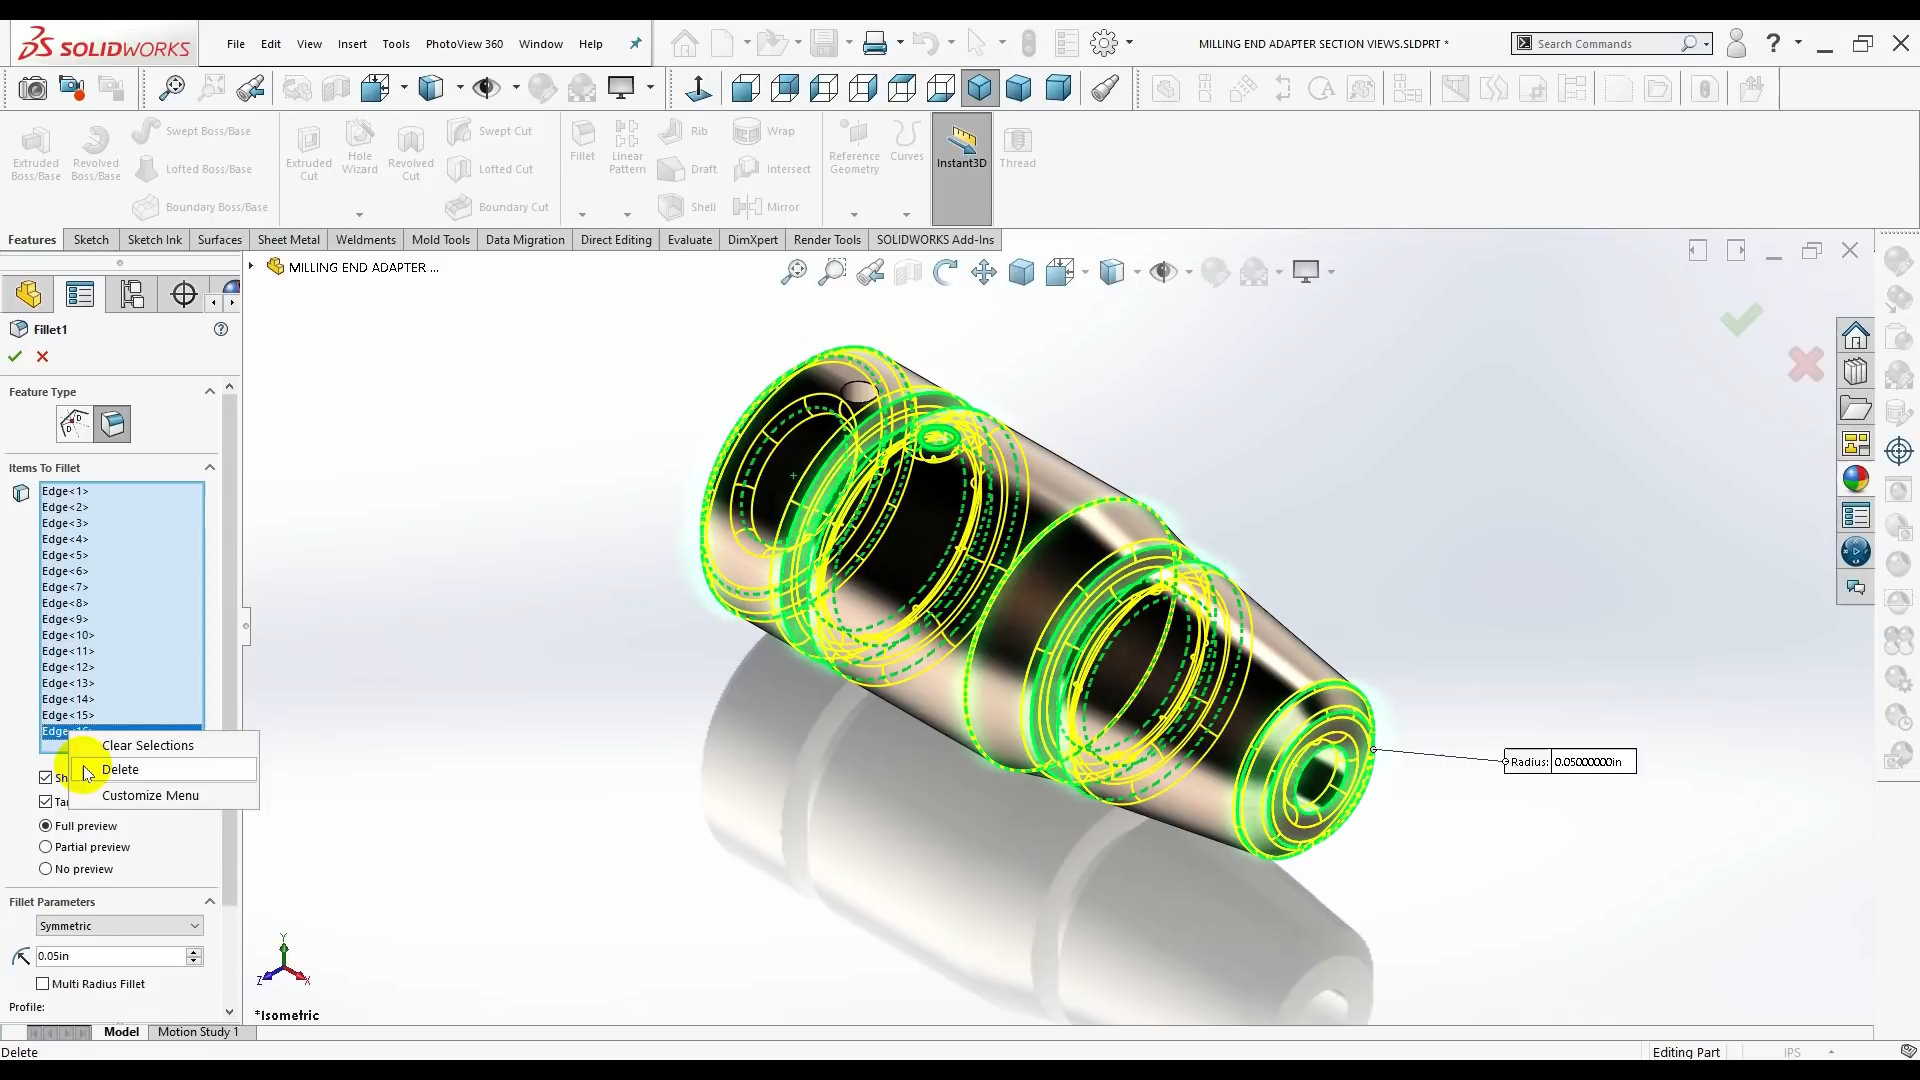 SOLIDWORKS
File Edit View Insert Tools PhotoView 360 Window Help
MILLING END ADAPTER SECTION VIEWS.SLDPRT *
Search Commands
?
Extruded Boss/Base
Revolved Boss/Base
Swept Boss/Base
Lofted Boss/Base
Boundary Boss/Base
Extruded Cut
Hole Wizard
Revolved Cut
Swept Cut
Lofted Cut
Boundary Cut
Fillet
Linear Pattern
Rib
Draft
Shell
Wrap
Intersect
Mirror
Reference Geometry
Curves
Instant3D
Thread
Features Sketch Sketch Ink Surfaces Sheet Metal Weldments Mold Tools Data Migration Direct Editing Evaluate DimXpert Render Tools SOLIDWORKS Add-Ins
MILLING END ADAPTER ...
Fillet1
Feature Type
Items To Fillet
Edge<1>
Edge<2>
Edge<3>
Edge<4>
Edge<5>
Edge<6>
Edge<7>
Edge<8>
Edge<9>
Edge<10>
Edge<11>
Edge<12>
Edge<13>
Edge<14>
Edge<15>
Clear Selections
Delete
Customize Menu
Full preview
Partial preview
No preview
Fillet Parameters
Symmetric
0.05in
Multi Radius Fillet
Profile:
Radius: 0.05000000in
Y
Z X
*Isometric
Model Motion Study 1
Delete
Editing Part
IPS